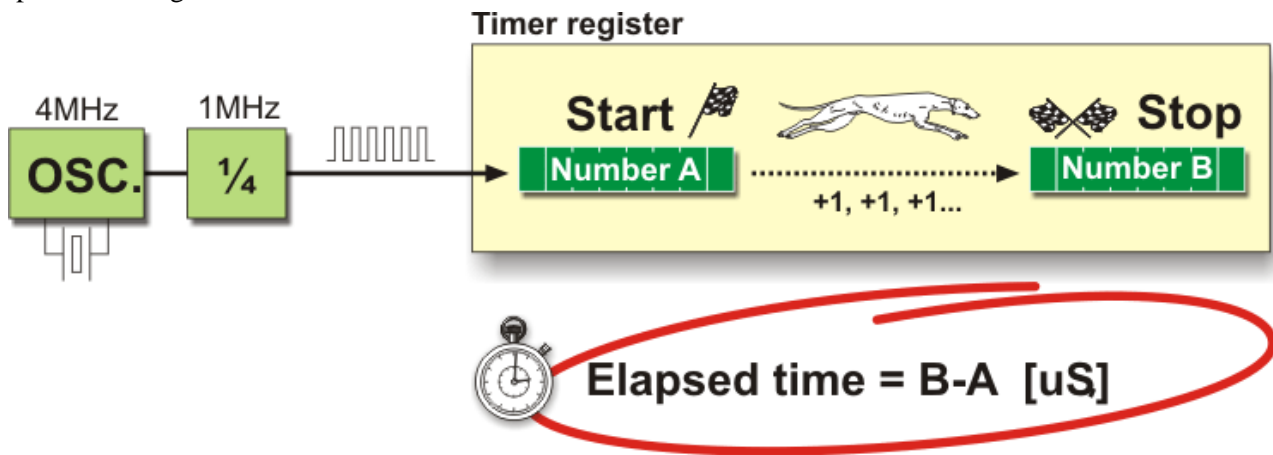 Timer register
4MHz
1MHz
OSC.
¼
Start
Stop
Number A
Number B
+1, +1, +1...
Elapsed time = B-A [uS]